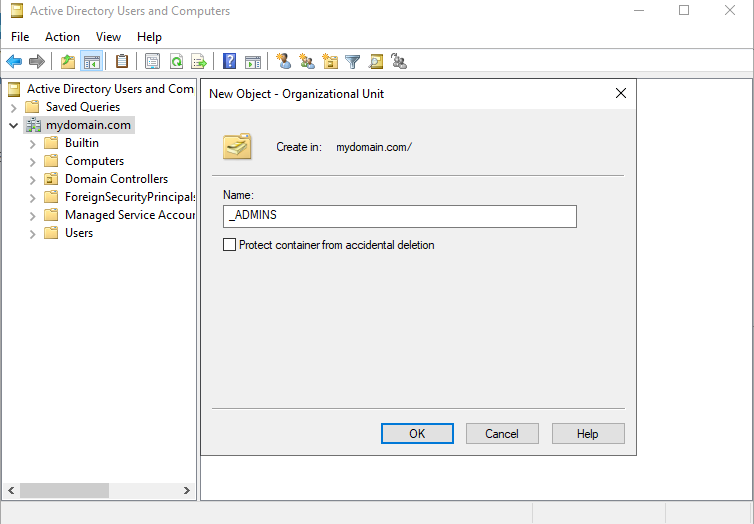 Active Directory Users and Computers
File Action View Help
Active Directory Users and Com
Saved Queries
mydomain.com
Builtin
Computers
Domain Controllers
ForeignSecurityPrincipals
Managed Service Accour
Users
New Object - Organizational Unit
Create in: mydomain.com/
Name:
_ADMINS
Protect container from accidental deletion
OK Cancel Help